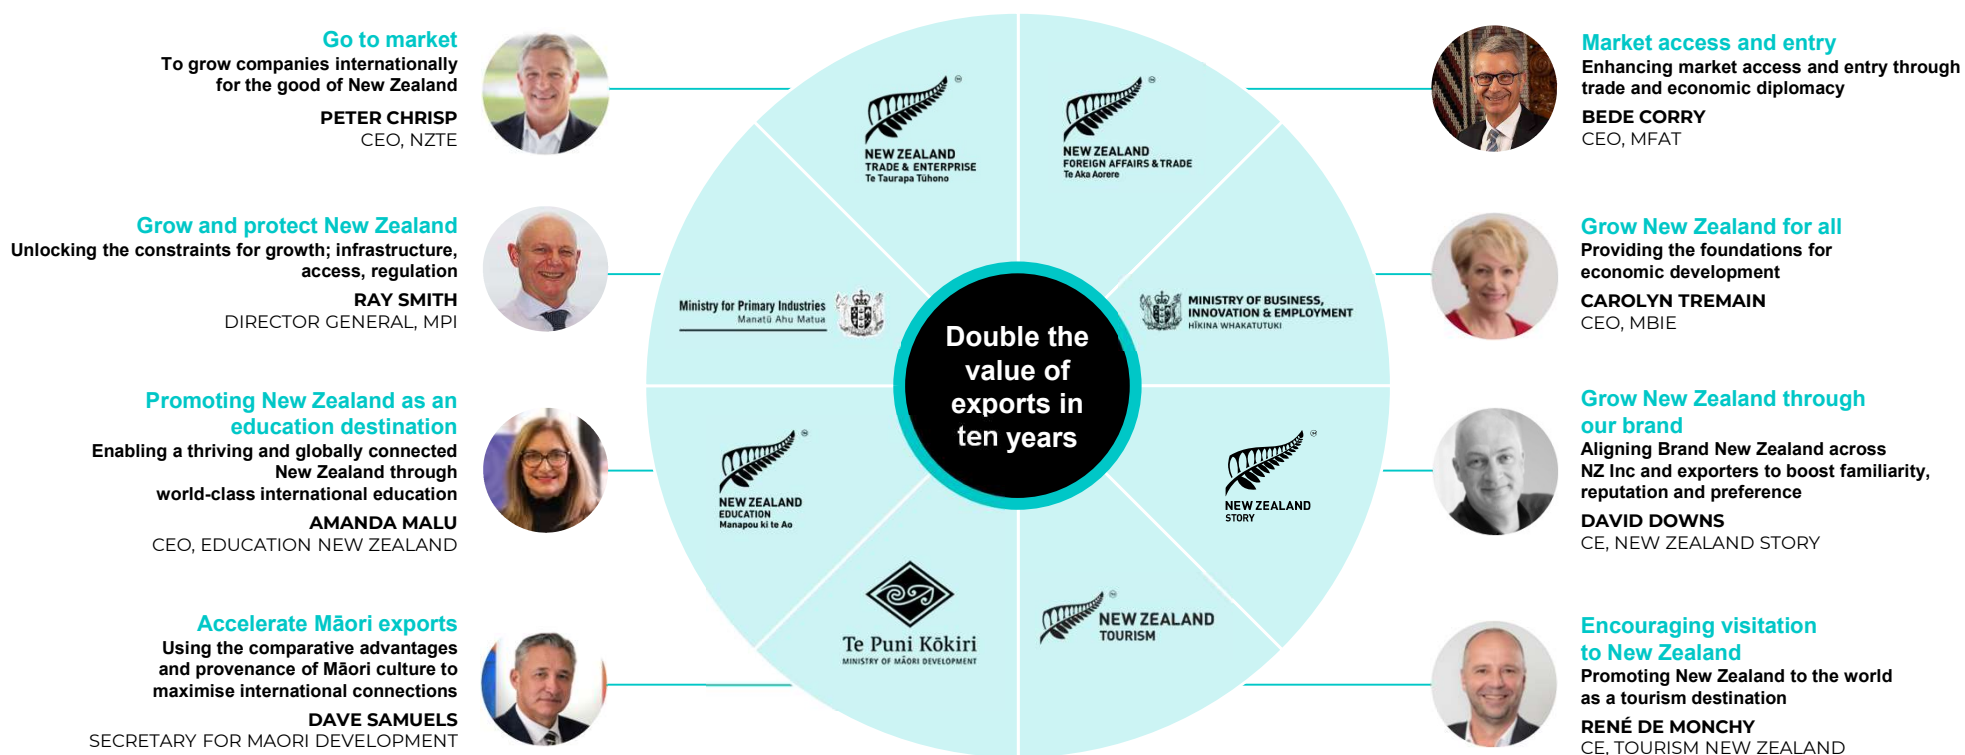 Go to market
To grow companies internationally
for the good of New Zealand
PETER CHRISP
CEO, NZTE
Grow and protect New Zealand
Unlocking the constraints for growth; infrastructure,
access, regulation
RAY SMITH
DIRECTOR GENERAL, MPI
Promoting New Zealand as an
education destination
Enabling a thriving and globally connected
New Zealand through
world-class international education
AMANDA MALU
CEO, EDUCATION NEW ZEALAND
Accelerate Māori exports
Using the comparative advantages
and provenance of Māori culture to
maximise international connections
DAVE SAMUELS
SECRETARY FOR MAORI DEVELOPMENT
NEW ZEALAND
TRADE & ENTERPRISE
Te Taurapa Tūhono
NEW ZEALAND
FOREIGN AFFAIRS & TRADE
Te Aka Aorere
Ministry for Primary Industries
Manatū Ahu Matua
MINISTRY OF BUSINESS,
INNOVATION & EMPLOYMENT
HĪKINA WHAKATUTUKI
Double the
value of
exports in
ten years
NEW ZEALAND
EDUCATION
Manapou ki te Ao
NEW ZEALAND
STORY
Te Puni Kōkiri
MINISTRY OF MĀORI DEVELOPMENT
NEW ZEALAND
TOURISM
Market access and entry
Enhancing market access and entry through
trade and economic diplomacy
BEDE CORRY
CEO, MFAT
Grow New Zealand for all
Providing the foundations for
economic development
CAROLYN TREMAIN
CEO, MBIE
Grow New Zealand through
our brand
Aligning Brand New Zealand across
NZ Inc and exporters to boost familiarity,
reputation and preference
DAVID DOWNS
CE, NEW ZEALAND STORY
Encouraging visitation
to New Zealand
Promoting New Zealand to the world
as a tourism destination
RENÉ DE MONCHY
CE, TOURISM NEW ZEALAND